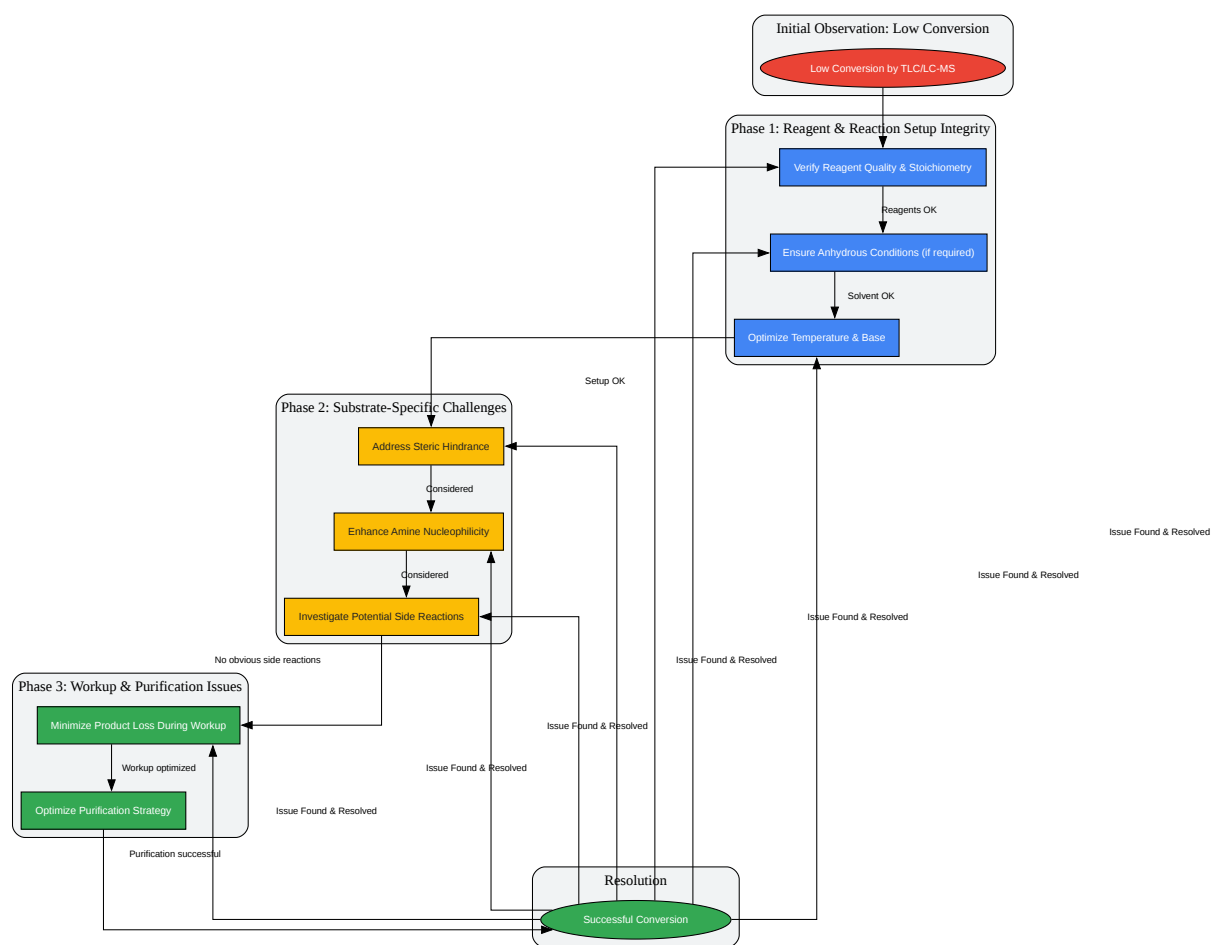 Initial Observation: Low Conversion
Low Conversion by TLC/LC-MS
Phase 1: Reagent & Reaction Setup Integrity
Verify Reagent Quality & Stoichiometry
Reagents OK
Ensure Anhydrous Conditions (if required)
Solvent OK
Optimize Temperature & Base
Setup OK
Phase 2: Substrate-Specific Challenges
Address Steric Hindrance
Considered
Enhance Amine Nucleophilicity
Considered
Investigate Potential Side Reactions
No obvious side reactions
Phase 3: Workup & Purification Issues
Minimize Product Loss During Workup
Workup optimized
Optimize Purification Strategy
Purification successful
Issue Found & Resolved
Issue Found & Resolved
Issue Found & Resolved
Issue Found & Resolved
Issue Found & Resolved
Issue Found & Resolved
Issue Found & Resolved
Resolution
Successful Conversion